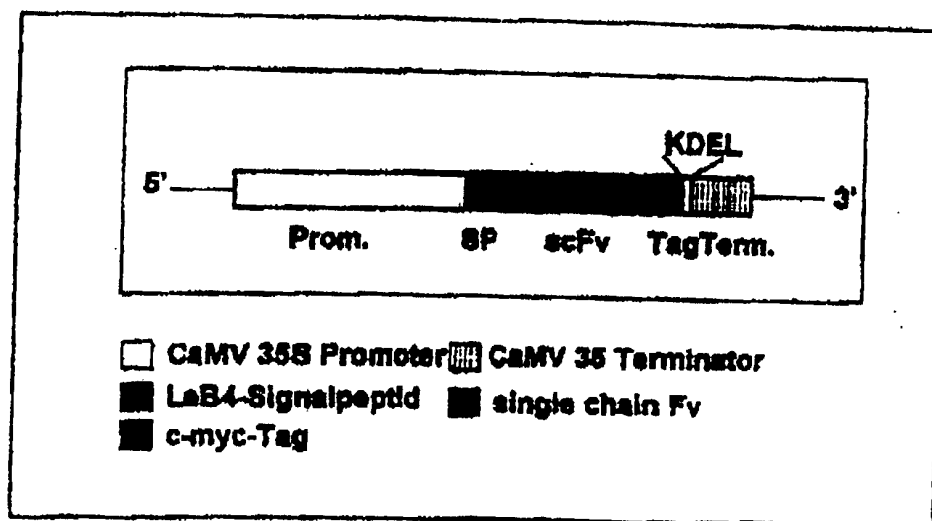 KDEL
5' 3'
Prom. SP scFv TagTerm.
CaMV 35S Promoter CaMV 35 Terminator
LeB4-Signalpeptid single chain Fv
c-myc-Tag